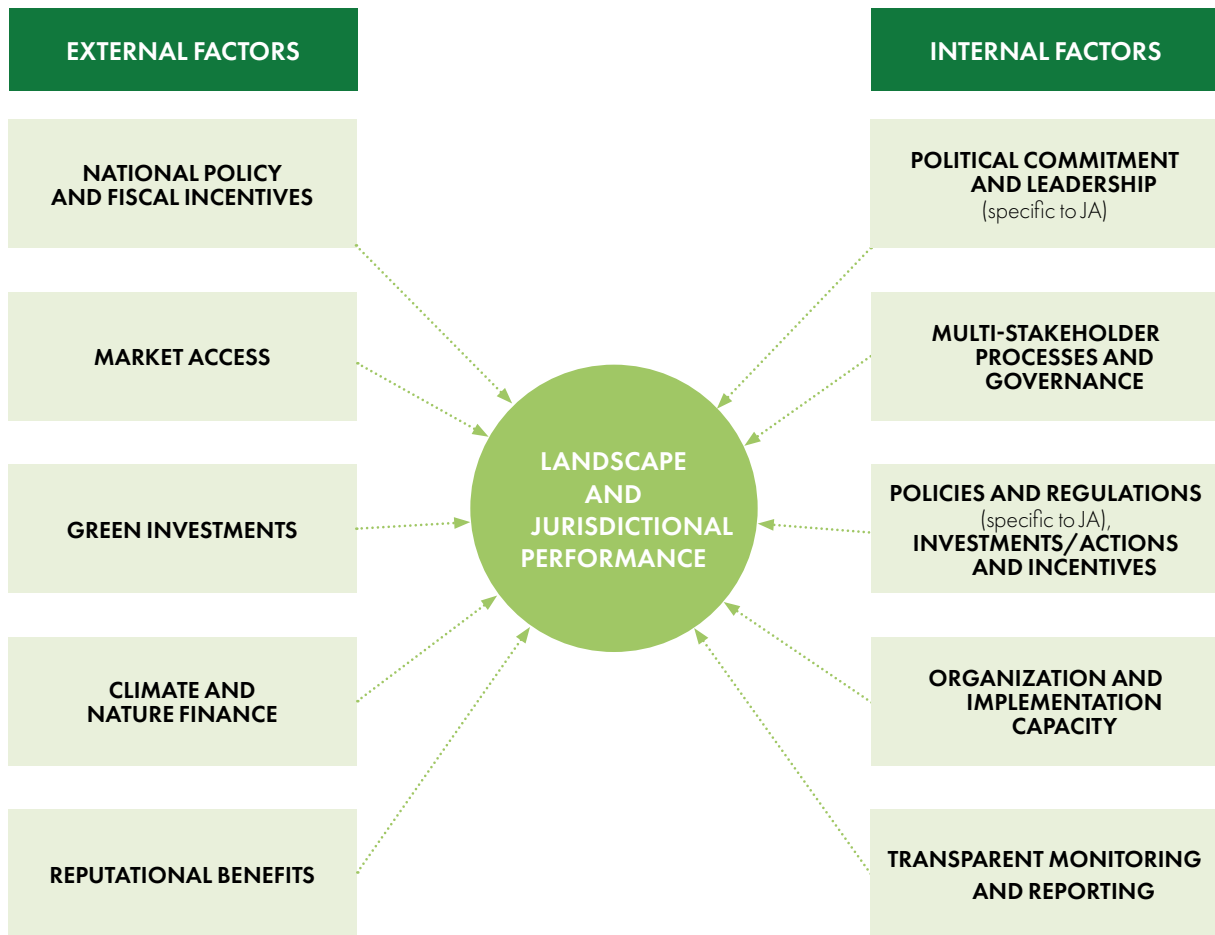 EXTERNAL FACTORS
NATIONAL POLICY
AND FISCAL INCENTIVES
MARKET ACCESS
GREEN INVESTMENTS
CLIMATE AND
NATURE FINANCE
REPUTATIONAL BENEFITS
LANDSCAPE
AND
JURISDICTIONAL
PERFORMANCE
INTERNAL FACTORS
POLITICAL COMMITMENT
AND LEADERSHIP
(specific to JA)
MULTI-STAKEHOLDER
PROCESSES AND
GOVERNANCE
POLICIES AND REGULATIONS
(specific to JA),
INVESTMENTS/ACTIONS
AND INCENTIVES
ORGANIZATION AND
IMPLEMENTATION
CAPACITY
TRANSPARENT MONITORING
AND REPORTING